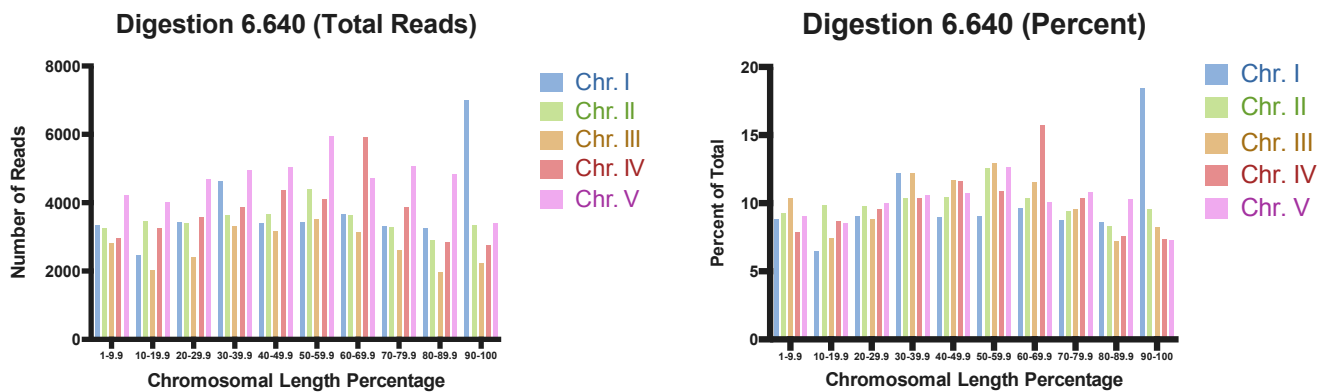 Digestion 6.640 (Total Reads)
Number of Reads
8000
6000
4000
2000
0
1-9.9 10-19.9 20-29.9 30-39.9 40-49.9 50-59.9 60-69.9 70-79.9 80-89.9 90-100
Chromosomal Length Percentage
Chr. I
Chr. II
Chr. III
Chr. IV
Chr. V
Digestion 6.640 (Percent)
Percent of Total
20
15
10
5
0
1-9.9 10-19.9 20-29.9 30-39.9 40-49.9 50-59.9 60-69.9 70-79.9 80-89.9 90-100
Chromosomal Length Percentage
Chr. I
Chr. II
Chr. III
Chr. IV
Chr. V